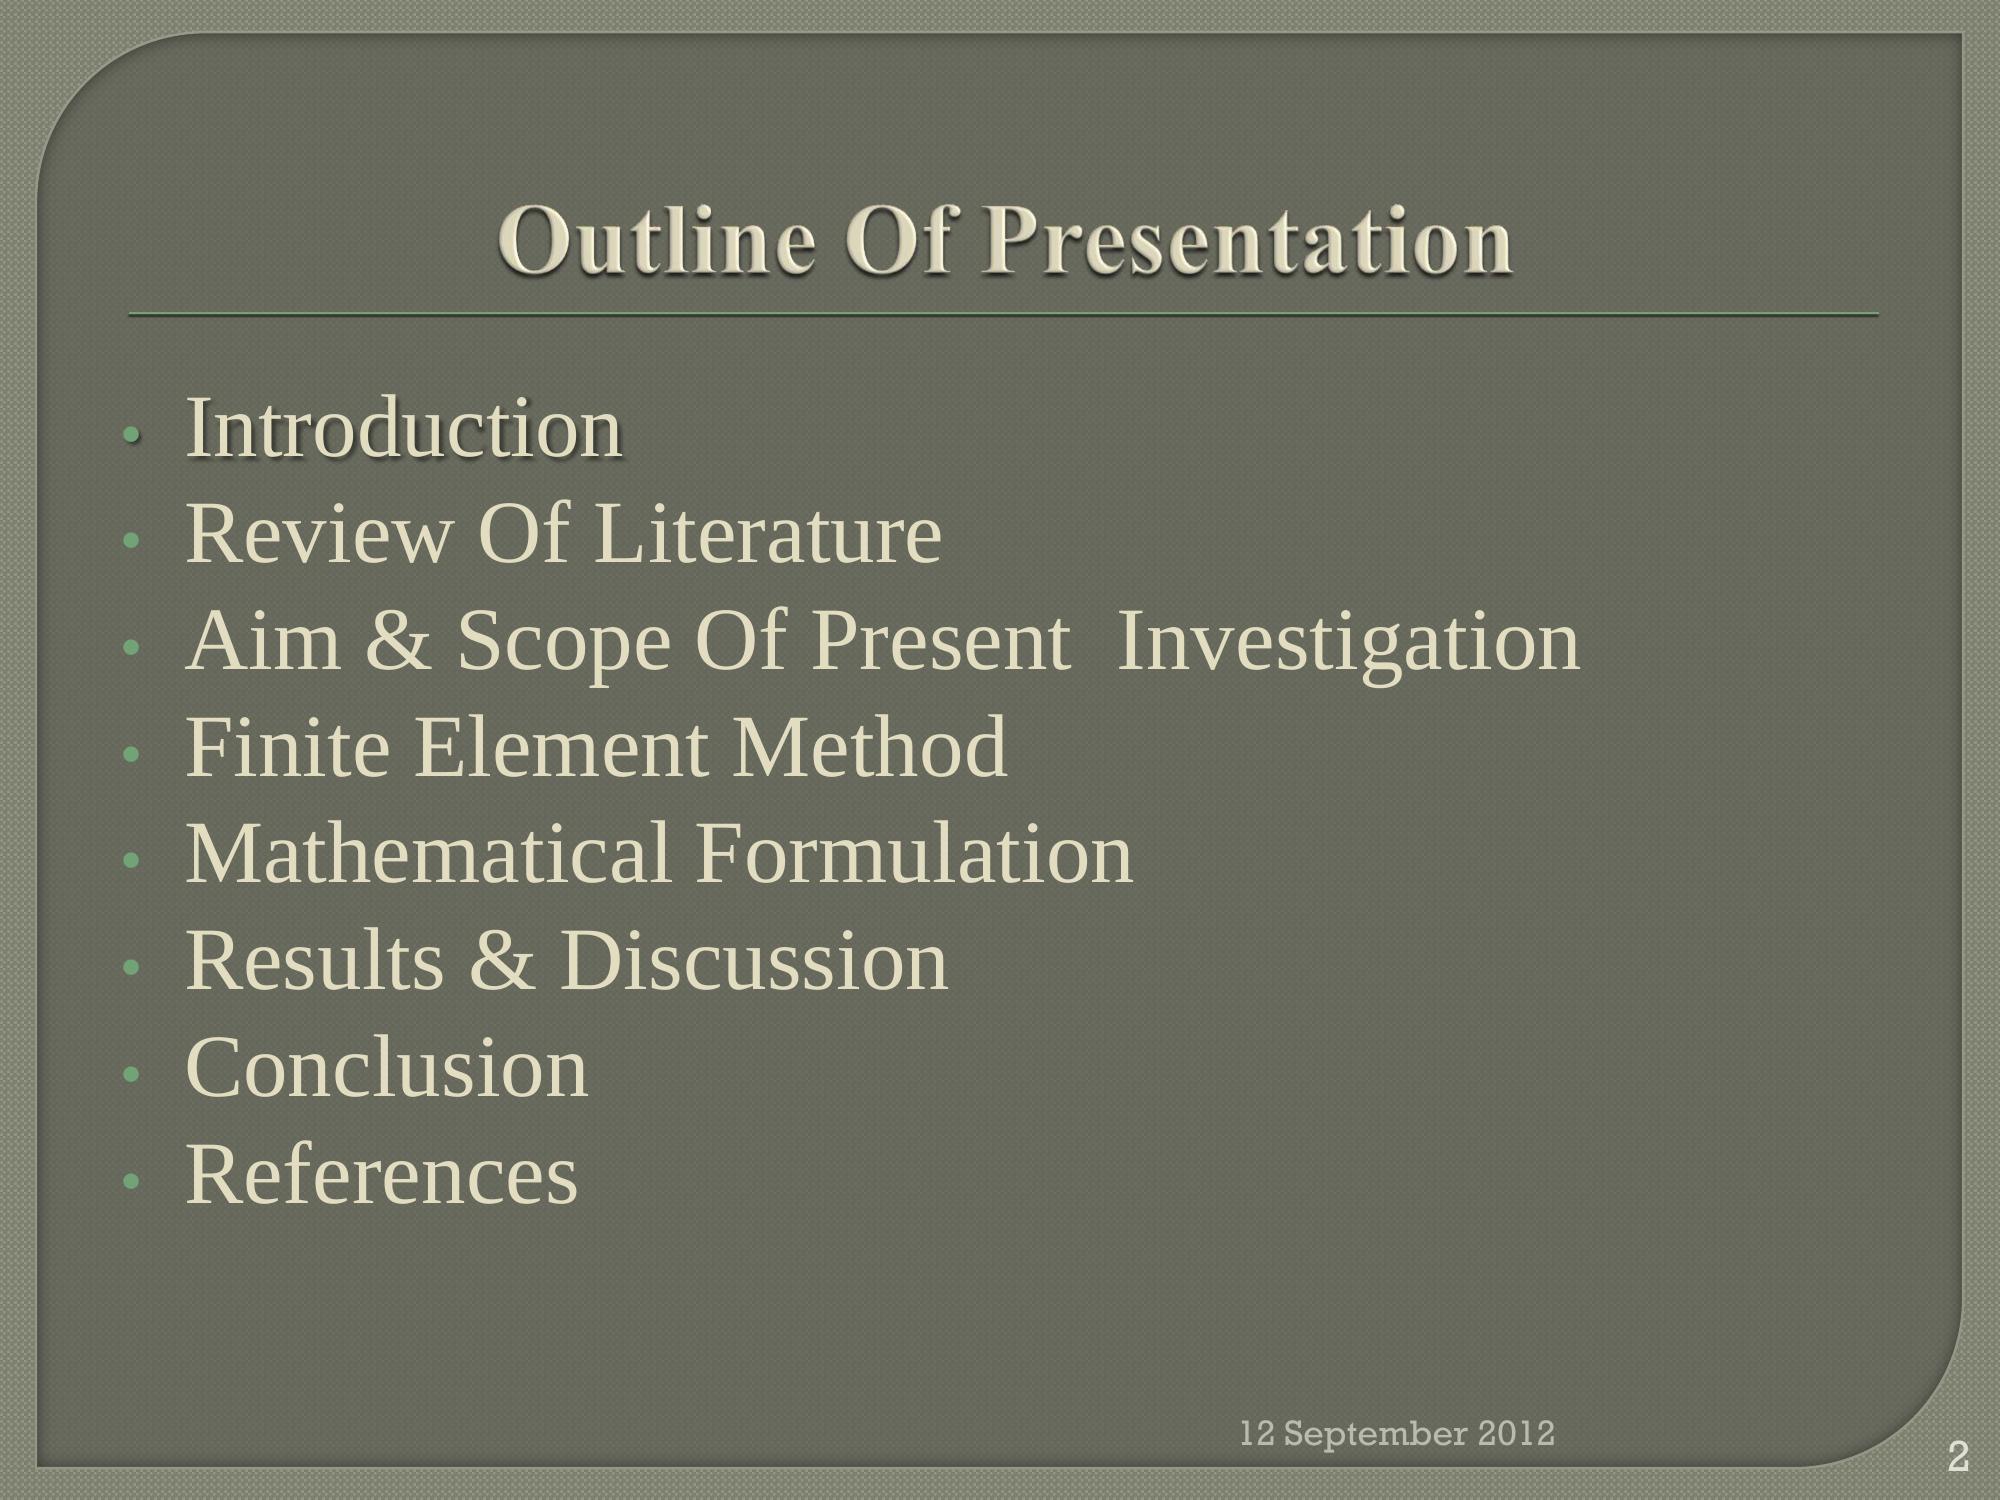 Outline Of Presentation
• Introduction
• Review Of Literature
• Aim & Scope Of Present  Investigation
• Finite Element Method
• Mathematical Formulation
• Results & Discussion
• Conclusion
• References
12 September 2012
2